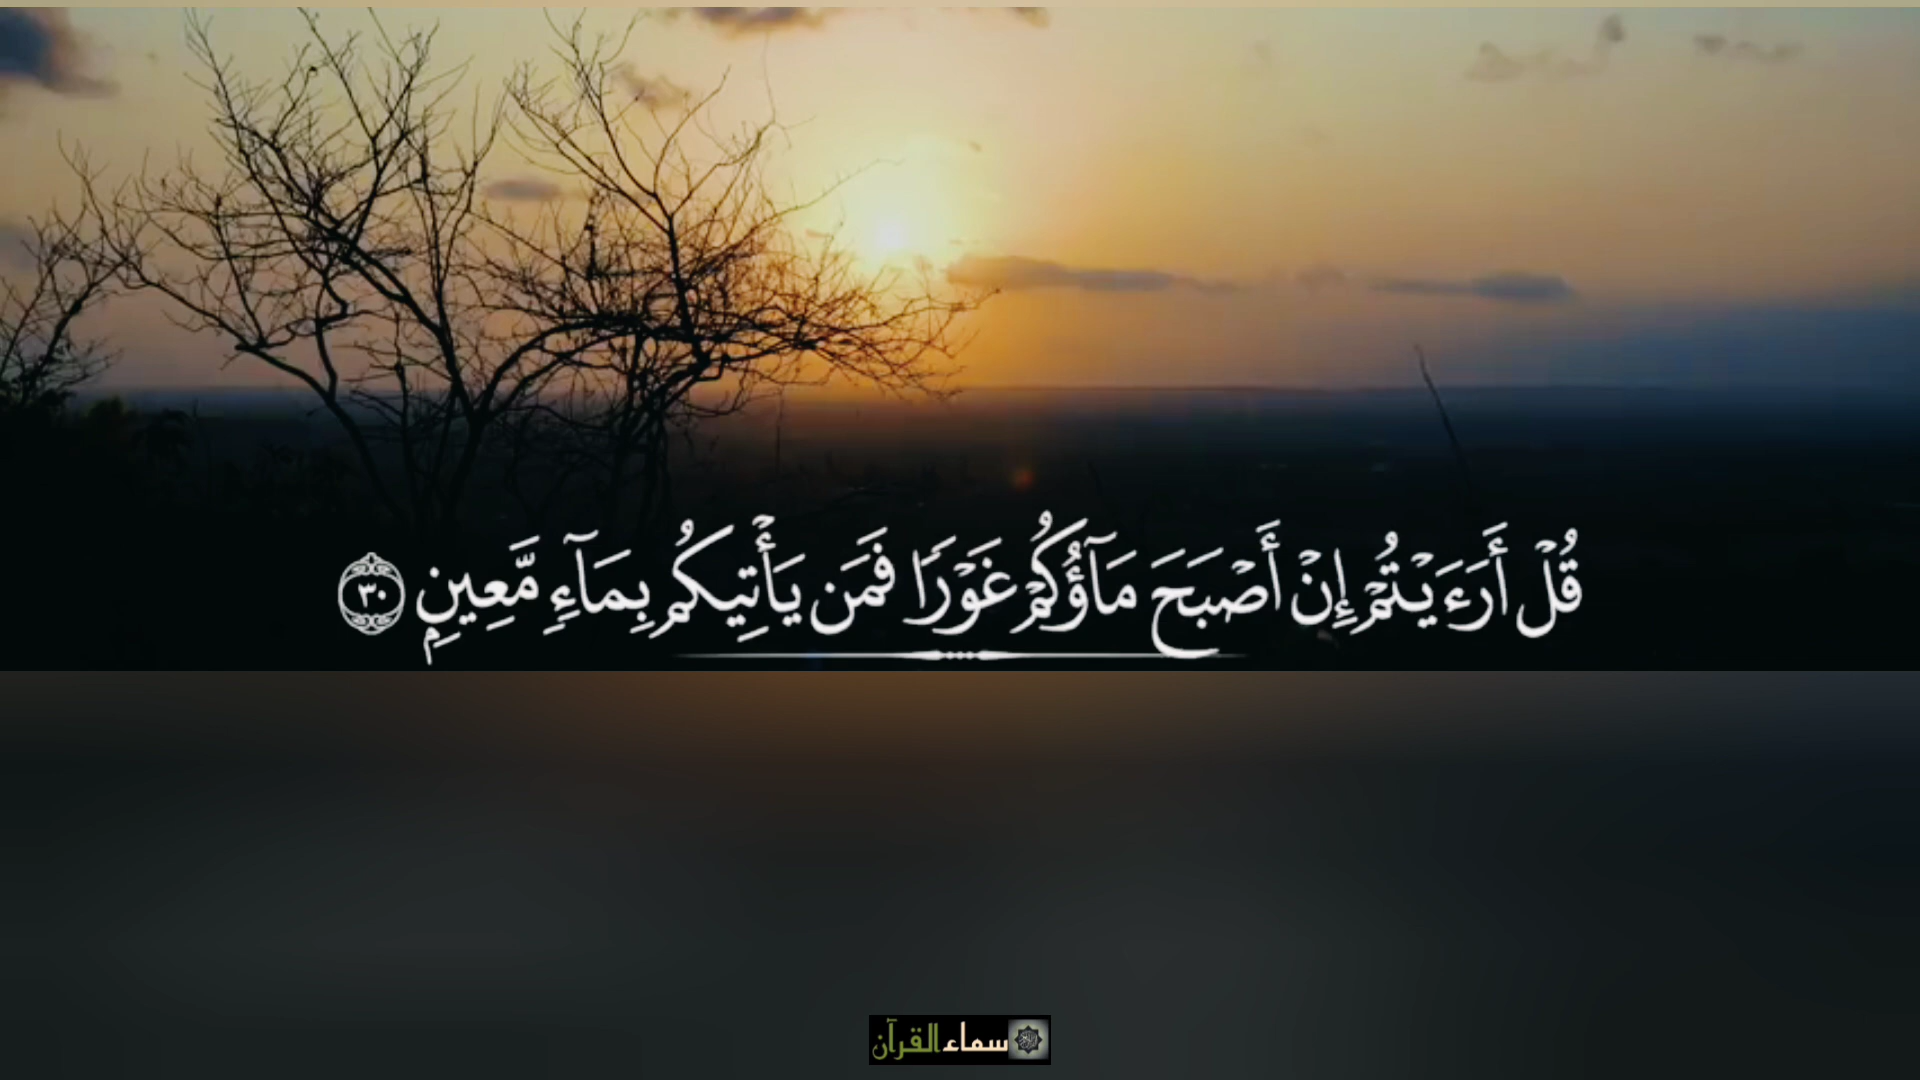 قُلْ أَرَءَيْتُمْ إِنْ أَصْبَحَ مَآؤُكُمْ غَوْرًا فَمَن يَأْتِيكُم بِمَآءٍ مَّعِينٍ ٣٠
سماء القرآن